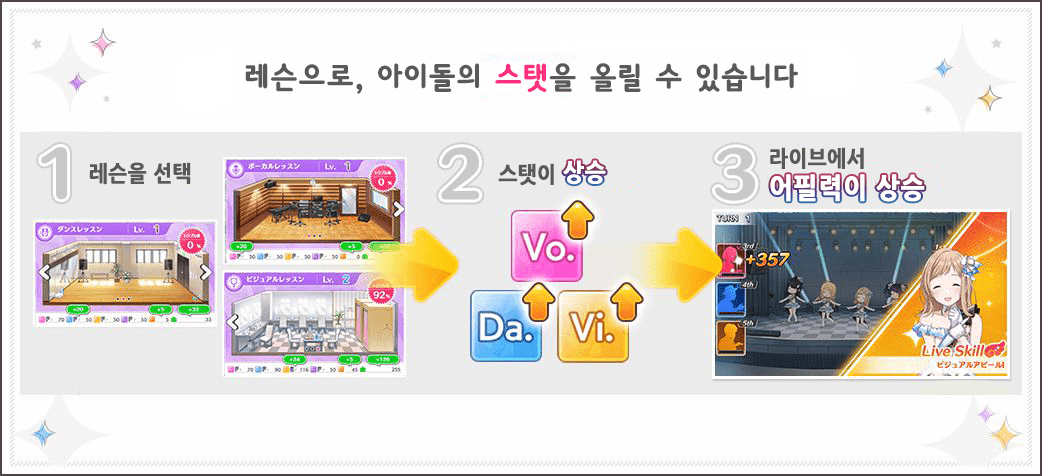 레슨으로, 아이돌의 스탯을 올릴 수 있습니다
1 레슨을 선택
ダンスレッスン Lv. 1
トラブル率
0%
+20 +5 +32
ボーカルレッスン Lv. 1
トラブル率
0%
+20 +5
ビジュアルレッスン Lv. 2
92%
+24 +5 +126
2 스탯이 상승
Vo.
Da. Vi.
3 라이브에서
어필력이 상승
TURN 1
3rd
+357
4th
5th
1st
Live Skill
ビジュアルアピール